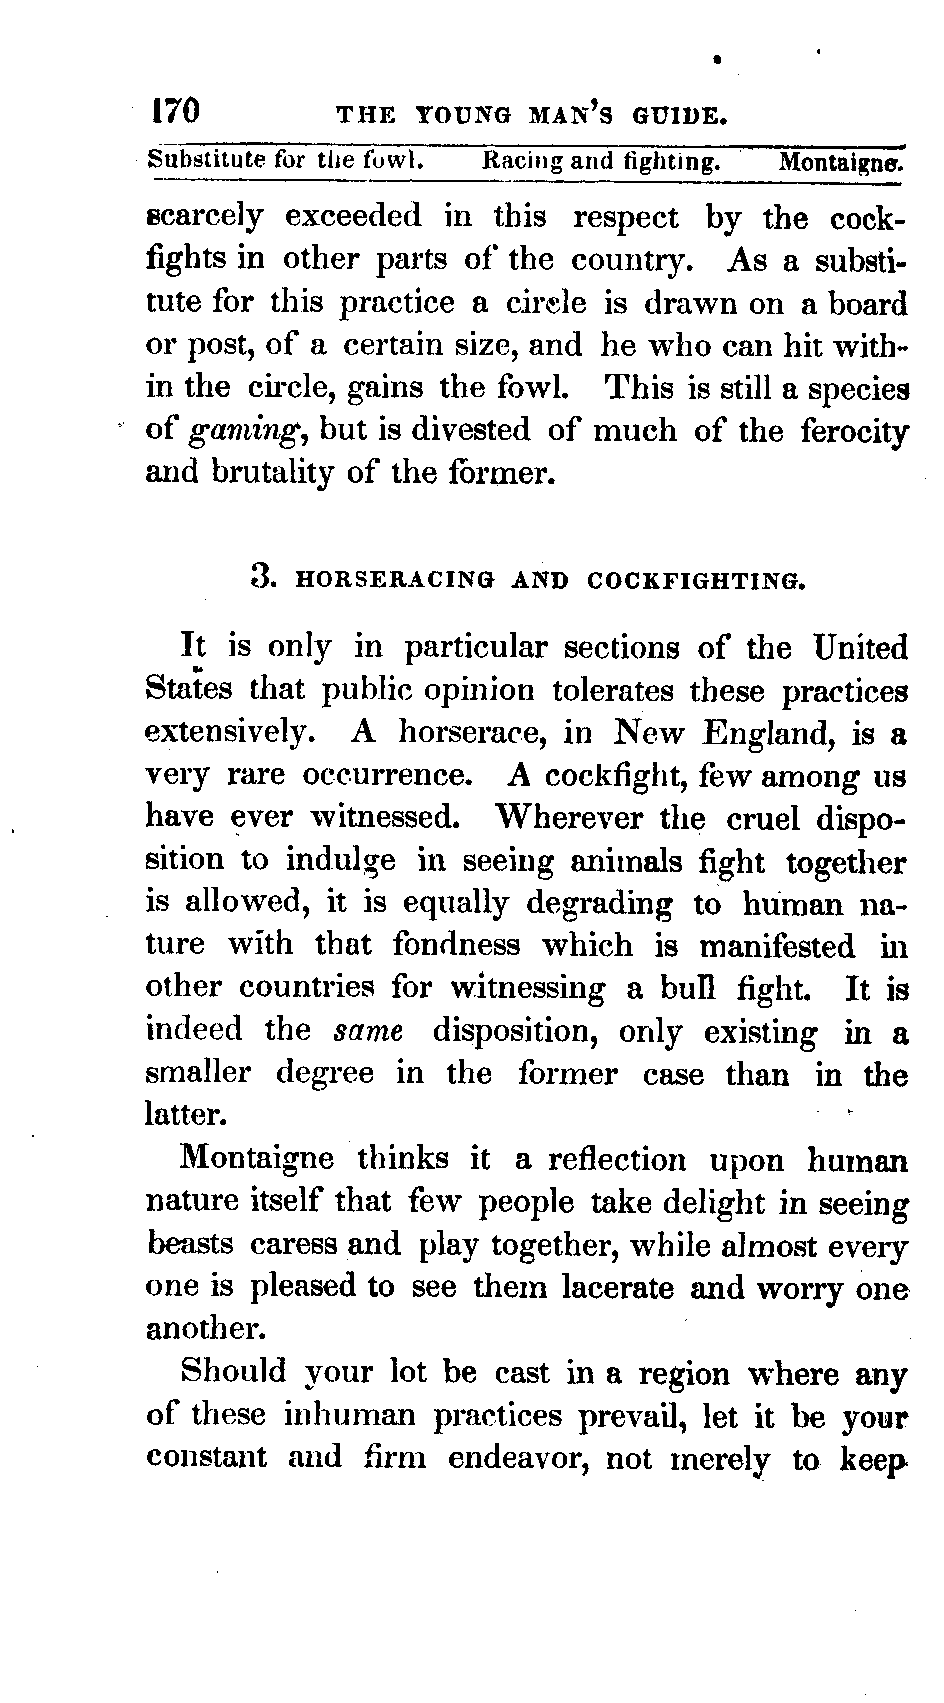 170 THE YOUNG MAN'S GUIDE.
Substitute for the fowl. Racing and fighting. Montaigne.
scarcely exceeded in this respect by the cock-
fights in other parts of the country. As a substi-
tute for this practice a circle is drawn on a board
or post, of a certain size, and he who can hit with-
in the circle, gains the fowl. This is still a species
of gaming, but is divested of much of the ferocity
and brutality of the former.
3. HORSERACING AND COCKFIGHTING.
It is only in particular sections of the United
States that public opinion tolerates these practices
extensively. A horserace, in New England, is a
very rare occurrence. A cockfight, few among us
have ever witnessed. Wherever the cruel dispo-
sition to indulge in seeing animals fight together
is allowed, it is equally degrading to human na-
ture with that fondness which is manifested in
other countries for witnessing a bull fight. It is
indeed the same disposition, only existing in a
smaller degree in the former case than in the
latter.
Montaigne thinks it a reflection upon human
nature itself that few people take delight in seeing
beasts caress and play together, while almost every
one is pleased to see them lacerate and worry one
another.
Should your lot be cast in a region where any
of these inhuman practices prevail, let it be your
constant and firm endeavor, not merely to keep